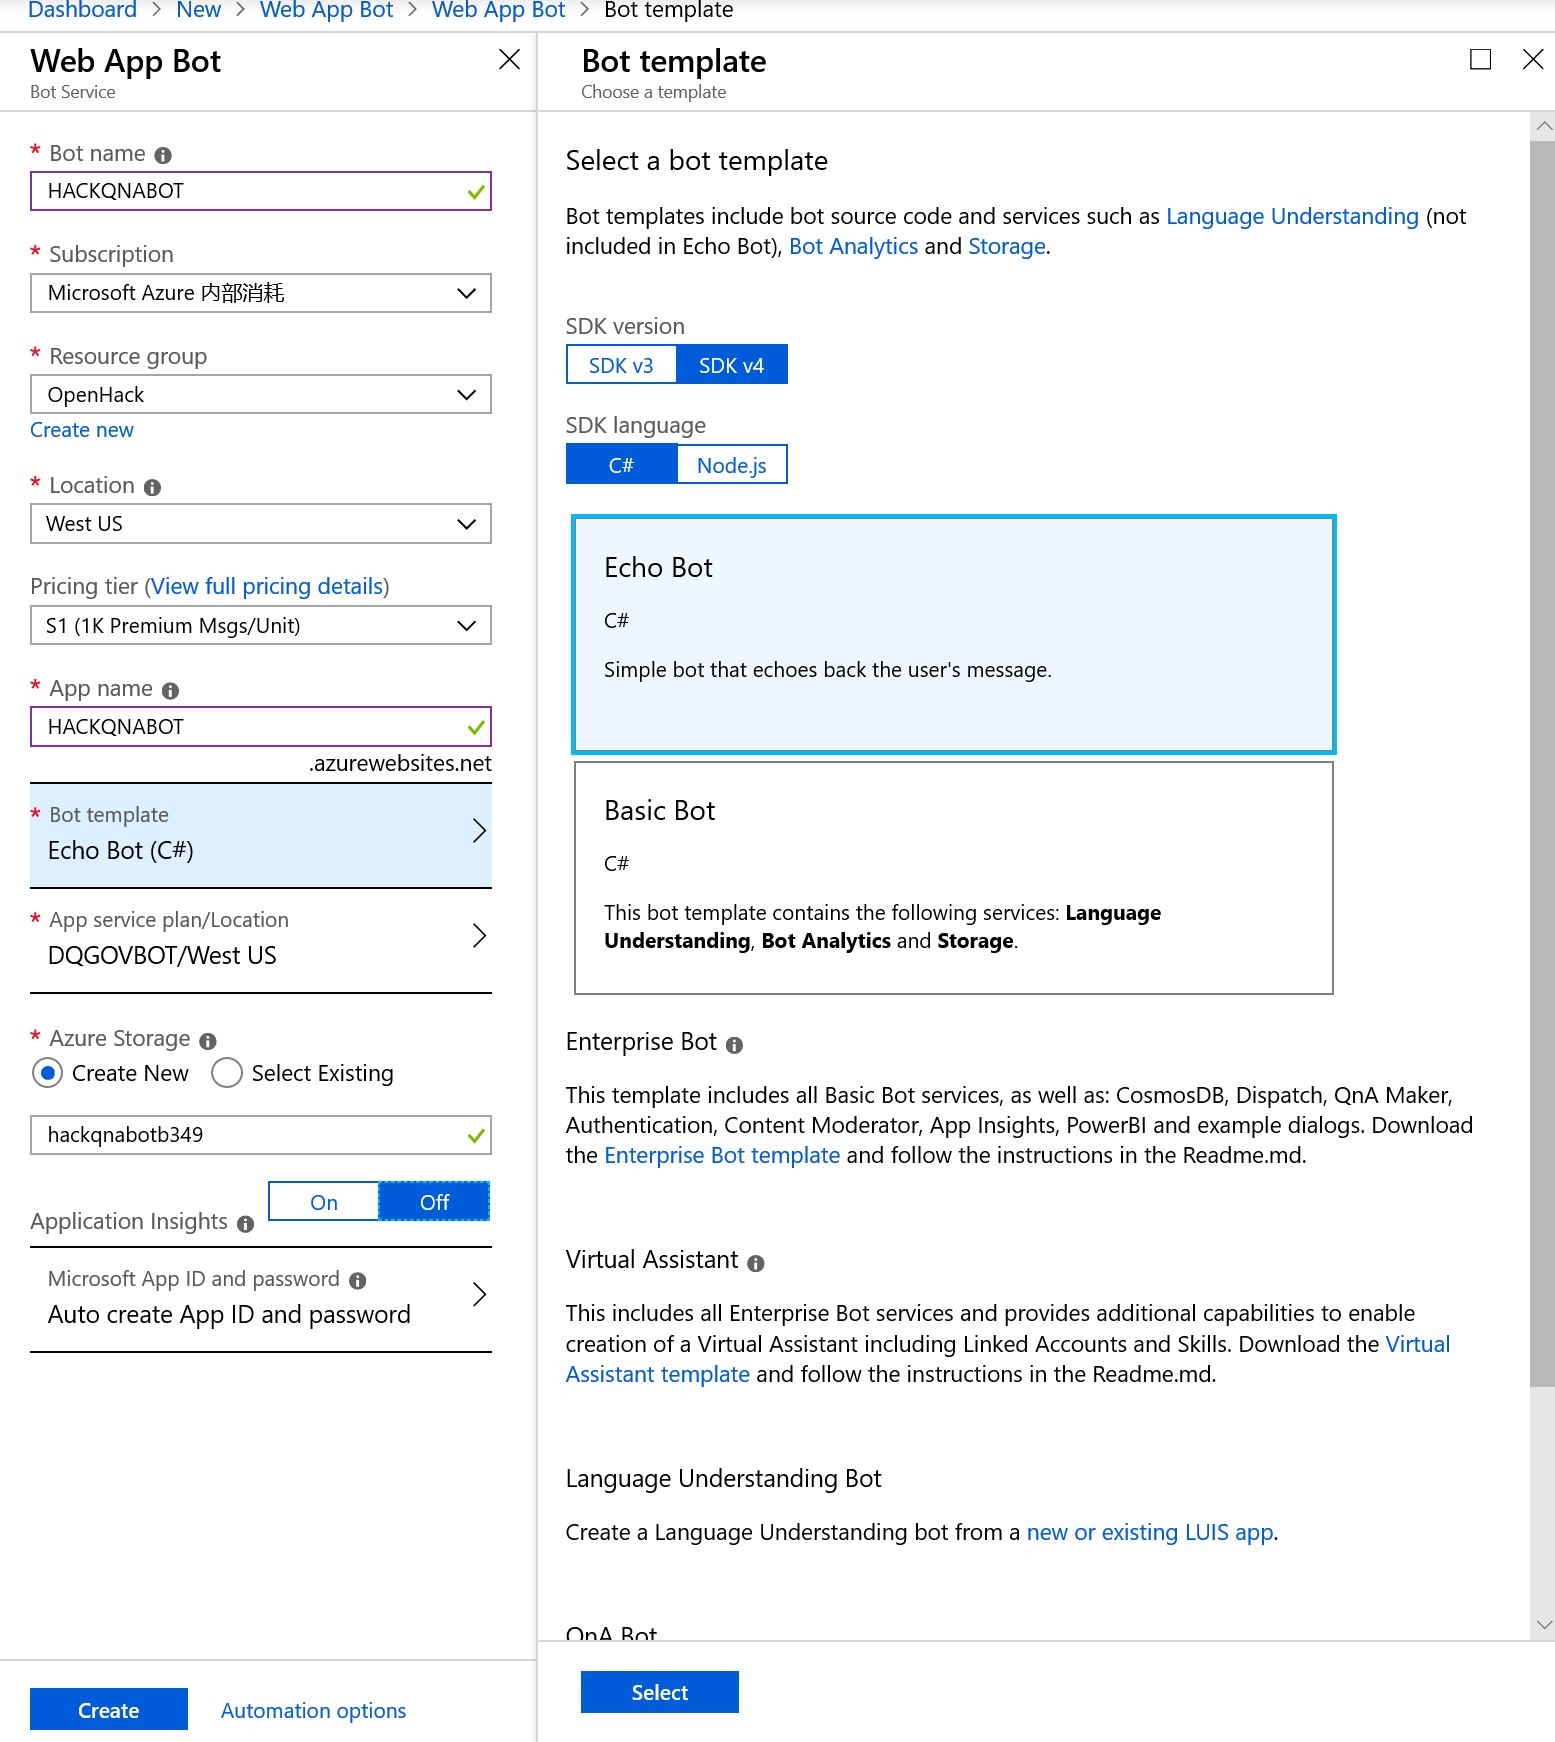 Dashboard > New > Web App Bot > Web App Bot > Bot template
Web App Bot
Bot Service
* Bot name
HACKQNABOT
* Subscription
Microsoft Azure 内部消耗
* Resource group
OpenHack
Create new
* Location
West US
Pricing tier (View full pricing details)
S1 (1K Premium Msgs/Unit)
* App name
HACKQNABOT
.azurewebsites.net
* Bot template
Echo Bot (C#)
* App service plan/Location
DQGOVBOT/West US
* Azure Storage
Create New Select Existing
hackqnabotb349
On Off
Application Insights
Microsoft App ID and password
Auto create App ID and password
Create Automation options
Bot template
Choose a template
Select a bot template
Bot templates include bot source code and services such as Language Understanding (not
included in Echo Bot), Bot Analytics and Storage.
SDK version
SDK v3 SDK v4
SDK language
C# Node.js
Echo Bot
C#
Simple bot that echoes back the user's message.
Basic Bot
C#
This bot template contains the following services: Language
Understanding, Bot Analytics and Storage.
Enterprise Bot
This template includes all Basic Bot services, as well as: CosmosDB, Dispatch, QnA Maker,
Authentication, Content Moderator, App Insights, PowerBI and example dialogs. Download
the Enterprise Bot template and follow the instructions in the Readme.md.
Virtual Assistant
This includes all Enterprise Bot services and provides additional capabilities to enable
creation of a Virtual Assistant including Linked Accounts and Skills. Download the Virtual
Assistant template and follow the instructions in the Readme.md.
Language Understanding Bot
Create a Language Understanding bot from a new or existing LUIS app.
QnA Bot
Select